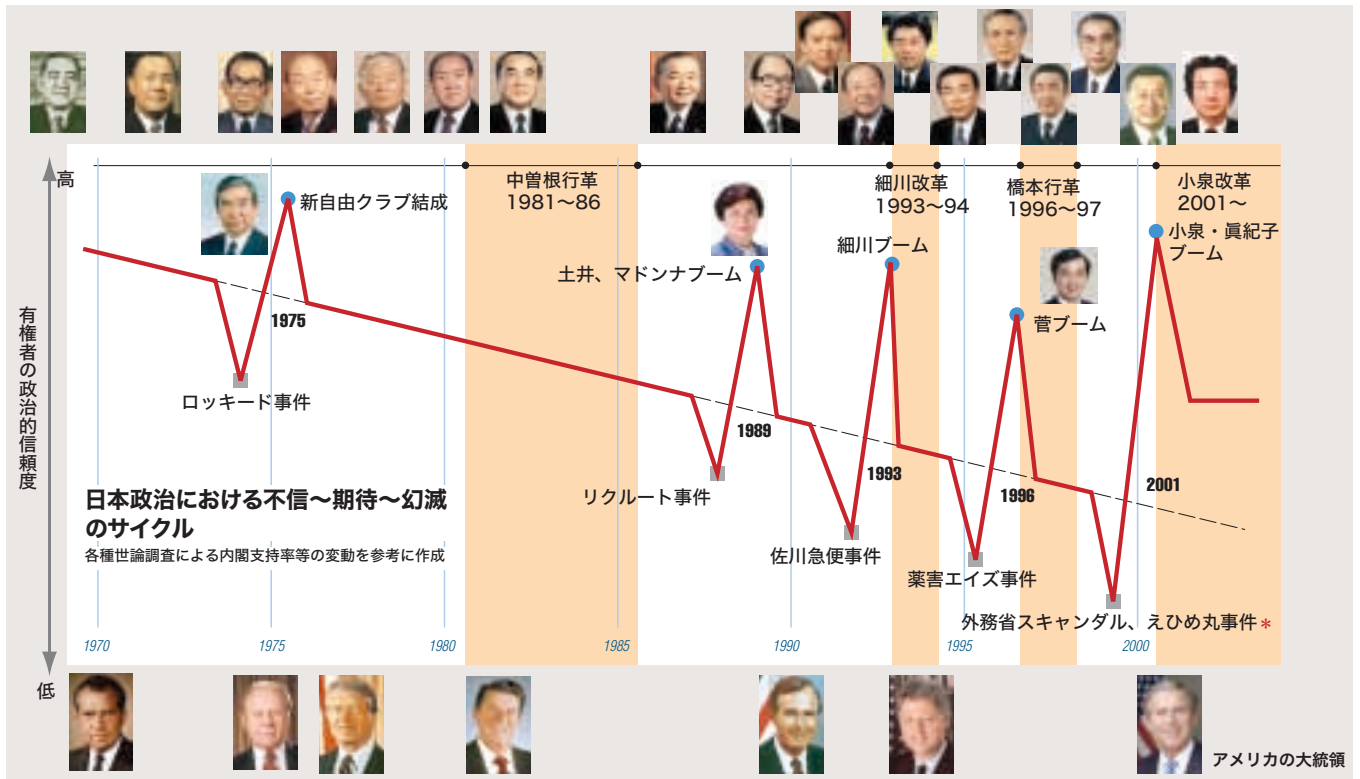 高
中曽根行革
1981〜86
細川改革
1993〜94
橋本行革
1996〜97
小泉改革
2001〜
新自由クラブ結成
土井、マドンナブーム
細川ブーム
菅ブーム
小泉・眞紀子
ブーム
有権者の政治的信頼度
1975
1989
1993
1996
2001
ロッキード事件
リクルート事件
佐川急便事件
薬害エイズ事件
外務省スキャンダル、えひめ丸事件＊
日本政治における不信〜期待〜幻滅
のサイクル
各種世論調査による内閣支持率等の変動を参考に作成
1970
1975
1980
1985
1990
1995
2000
低
アメリカの大統領